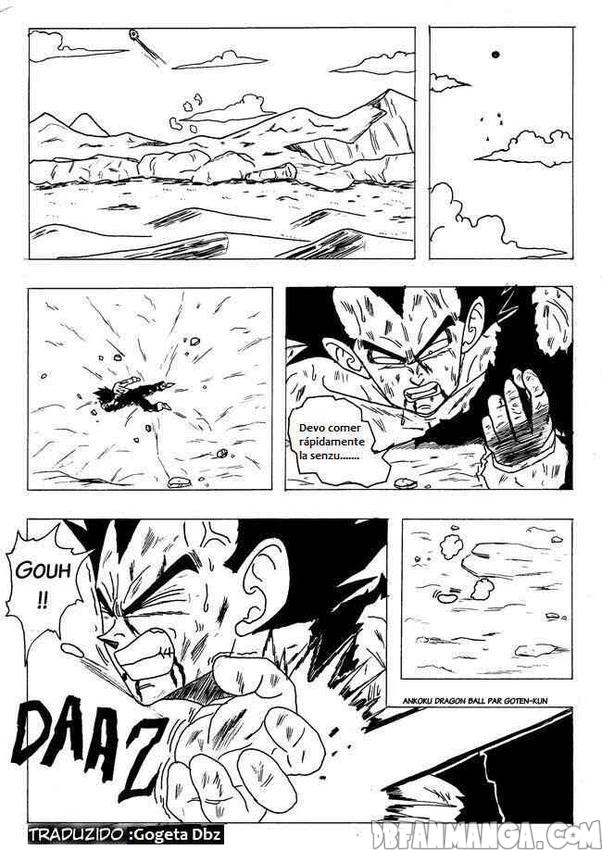 Devo comer
rápidamente
la senzu.......
GOUH
!!
ANKOKU DRAGON BALL PAR GOTEN-KUN
DAAZ
TRADUZIDO :Gogeta Dbz
DBFANMANGA.COM